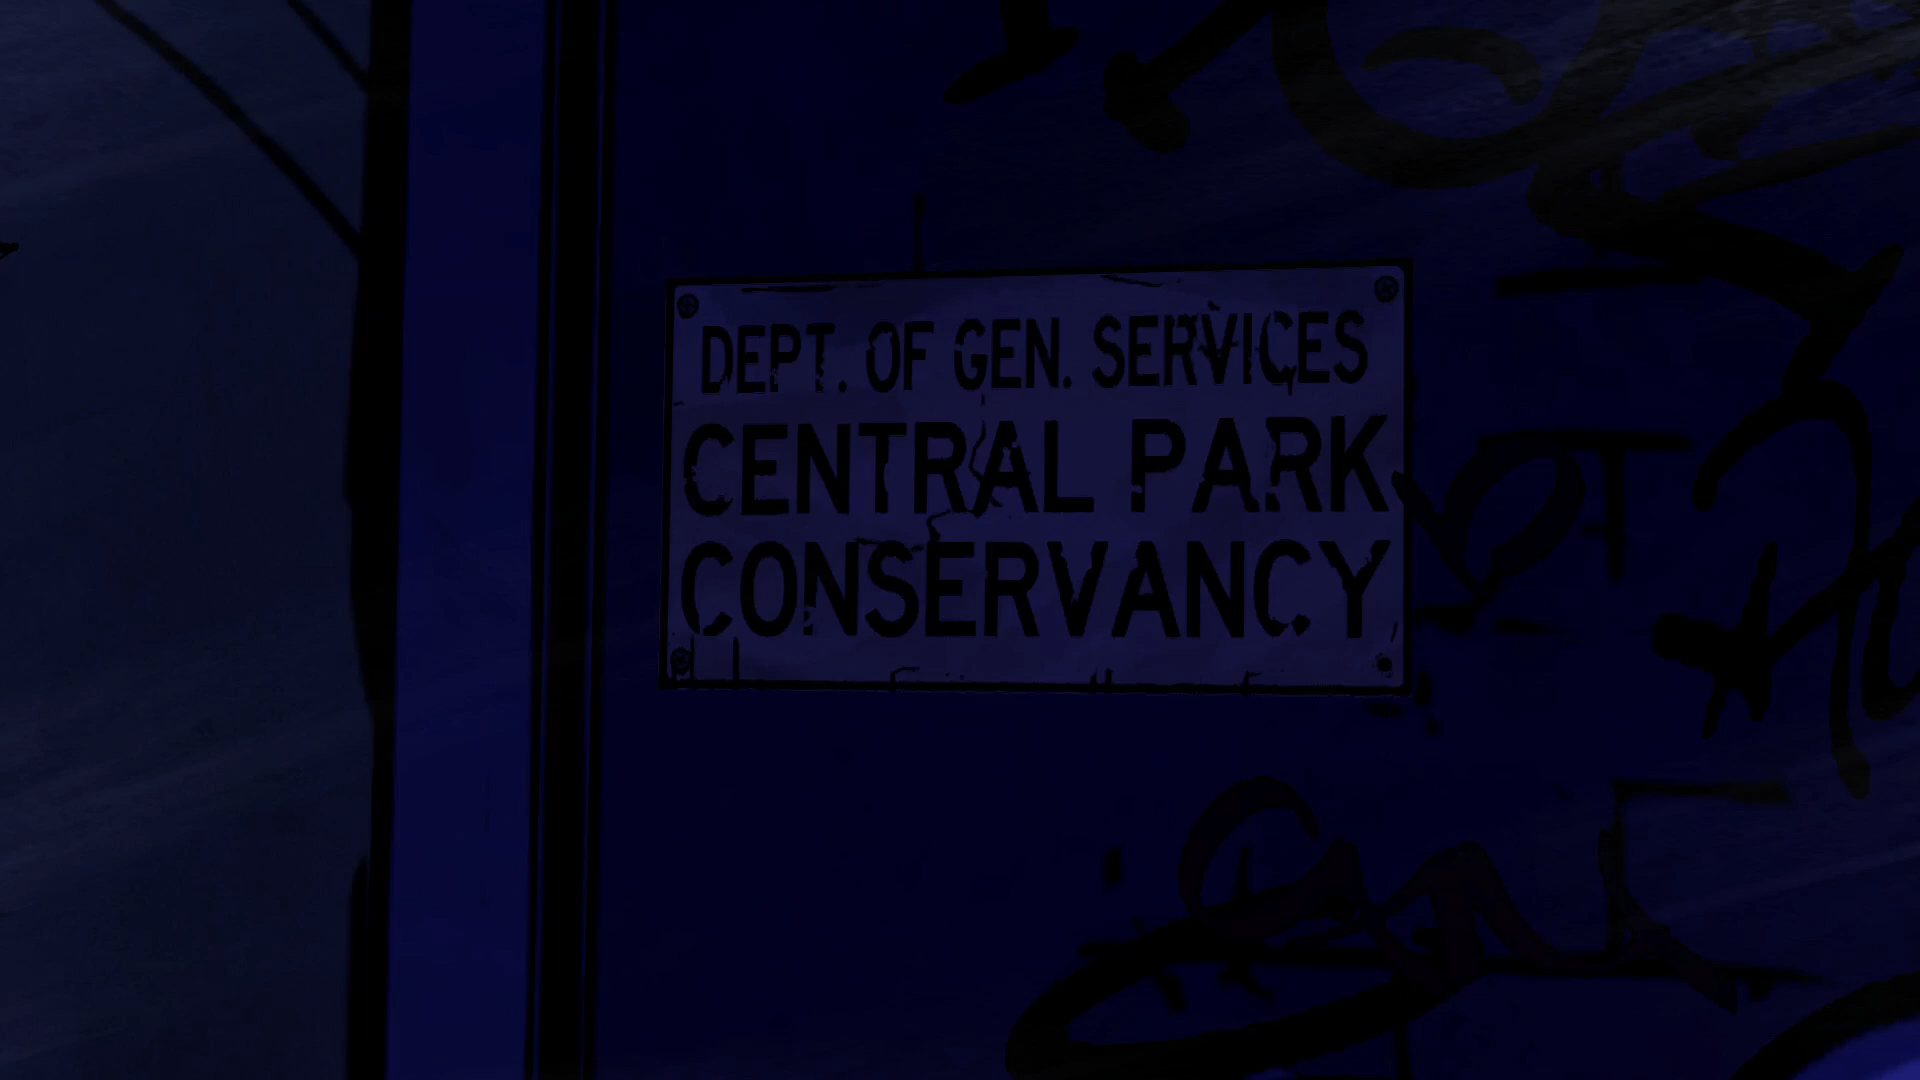 DEPT. OF GEN. SERVICES
CENTRAL PARK
CONSERVANCY